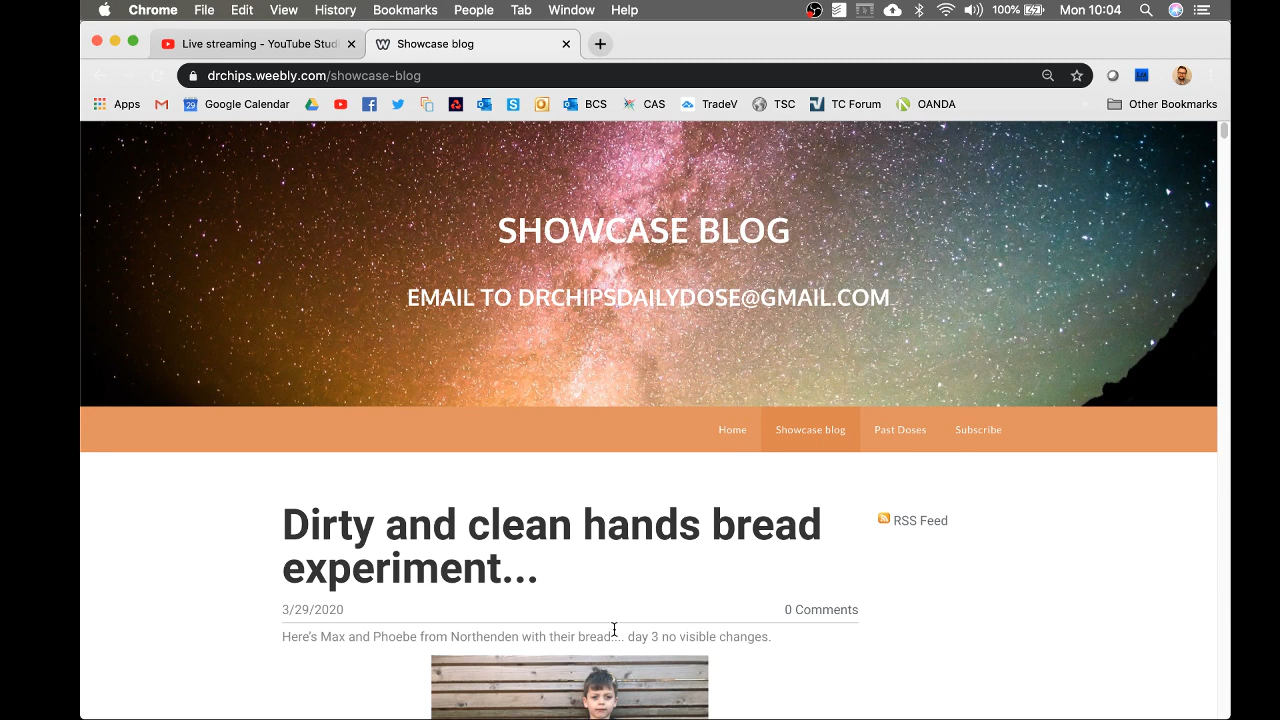 Chrome File Edit View History Bookmarks People Tab Window Help 100% Mon 10:04
Live streaming - YouTube Stud Showcase blog
drchips.weebly.com/showcase-blog
Apps Google Calendar BCS CAS TradeV TSC TC Forum OANDA Other Bookmarks
SHOWCASE BLOG
EMAIL TO DRCHIPSDAILYDOSE@GMAIL.COM
Home Showcase blog Past Doses Subscribe
Dirty and clean hands bread
experiment...
RSS Feed
3/29/2020 0 Comments
Here's Max and Phoebe from Northenden with their bread.... day 3 no visible changes.